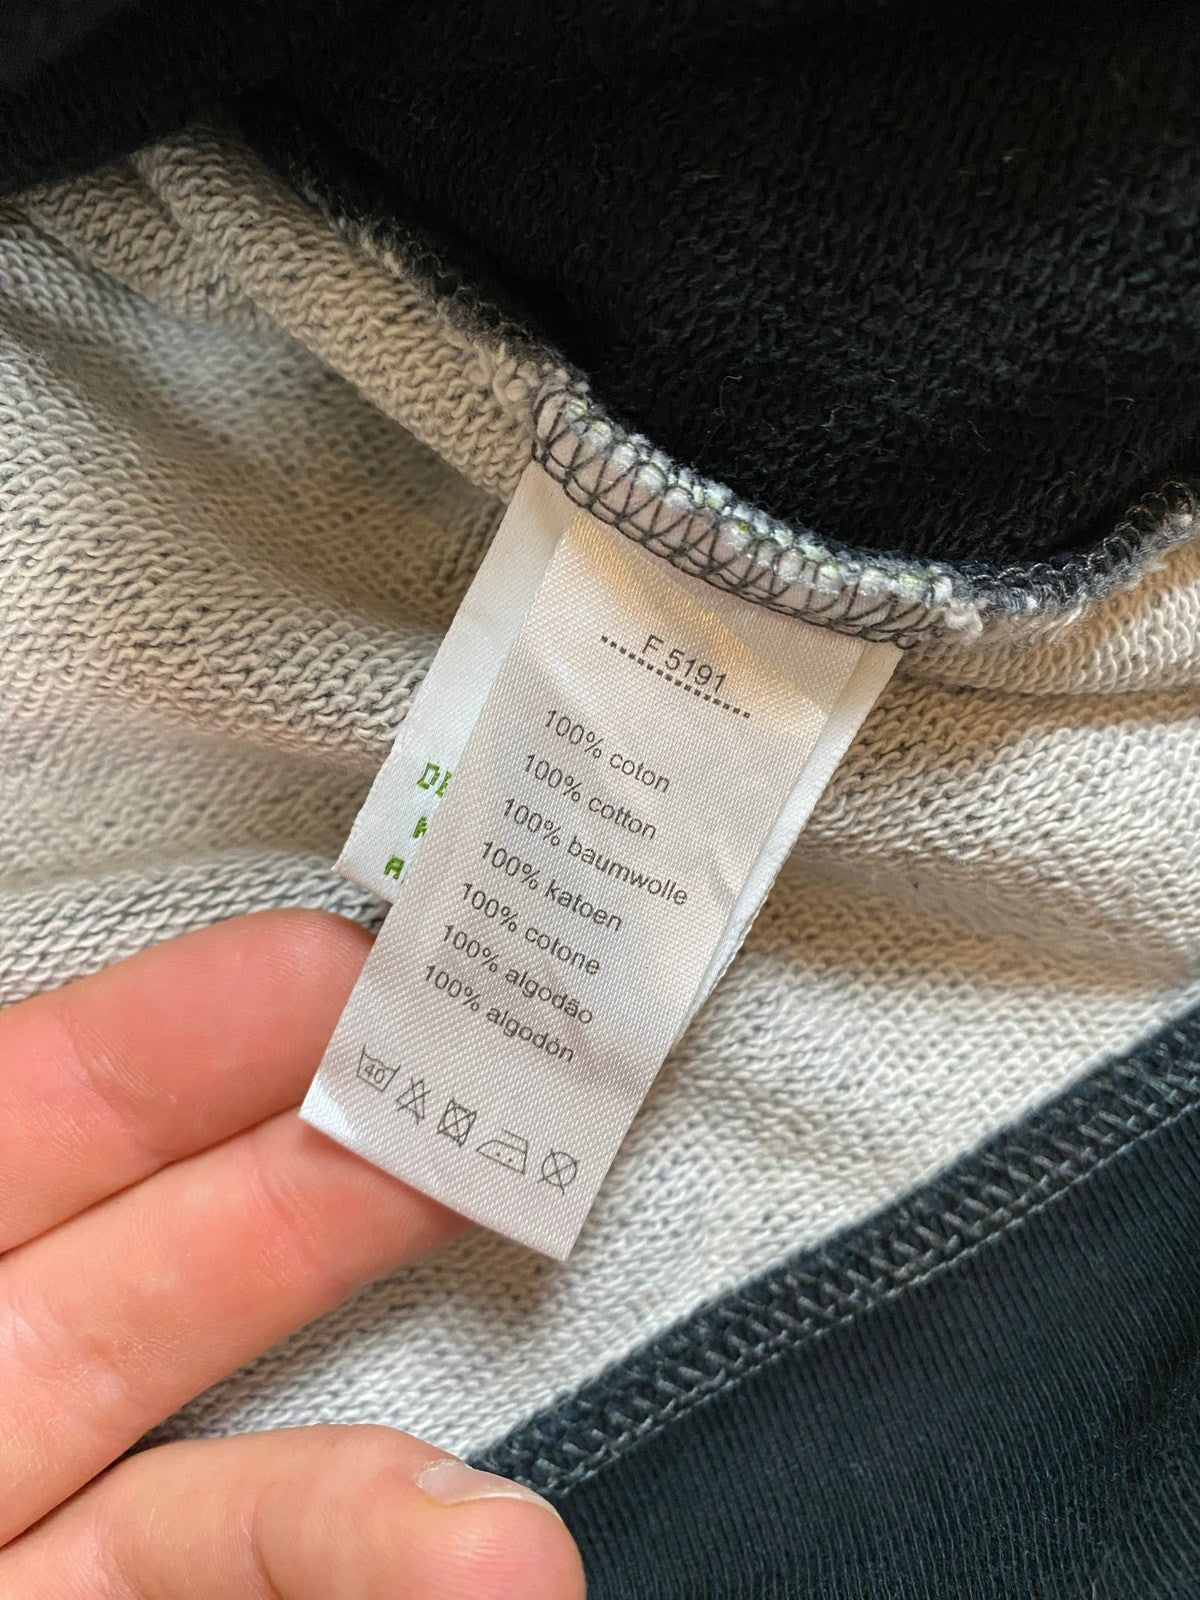 F 5191
100% coton
100% cotton
100% baumwolle
100% katoen
100% cotone
100% algodão
100% algodón
40